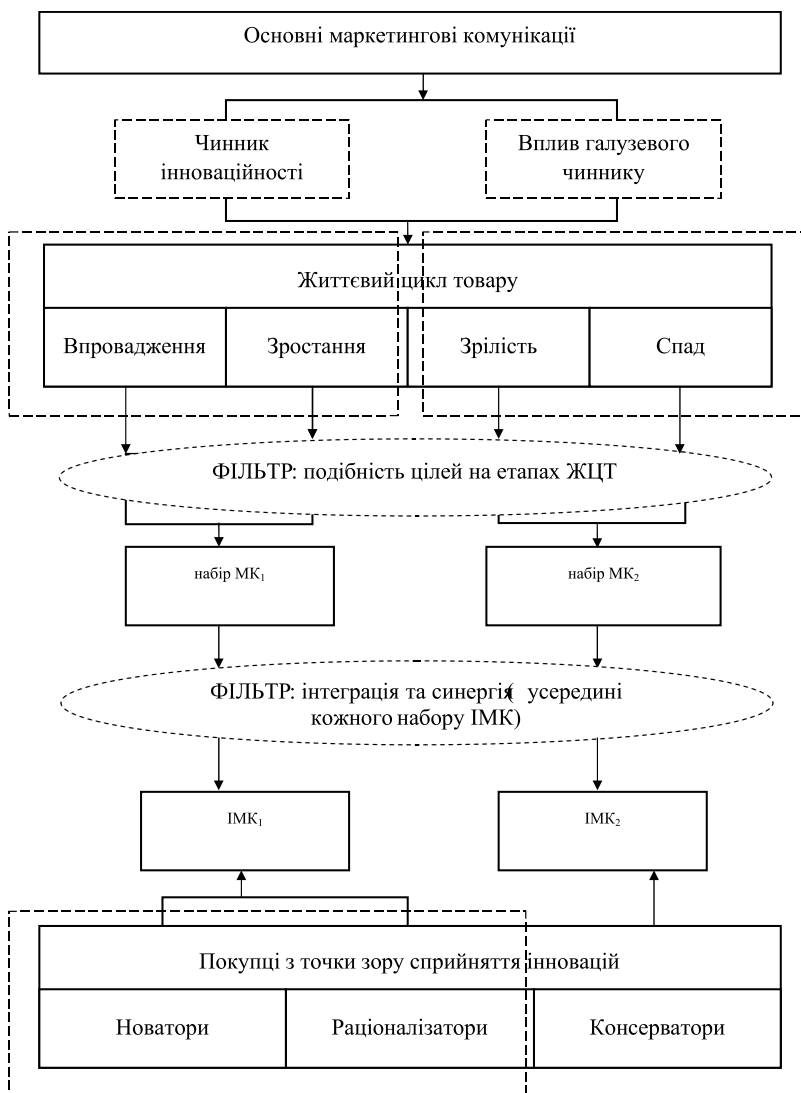 Основні маркетингові комунікації
Чинник
інноваційності
Вплив галузевого
чиннику
Життєвий цикл товару
Впровадження
Зростання
Зрілість
Спад
ФІЛЬТР: подібність цілей на етапах ЖЦТ
набір МК₁
набір МК₂
ФІЛЬТР: інтеграція та синергія( усередині
кожного набору ІМК)
ІМК₁
ІМК₂
Покупці з точки зору сприйняття інновацій
Новатори
Раціоналізатори
Консерватори